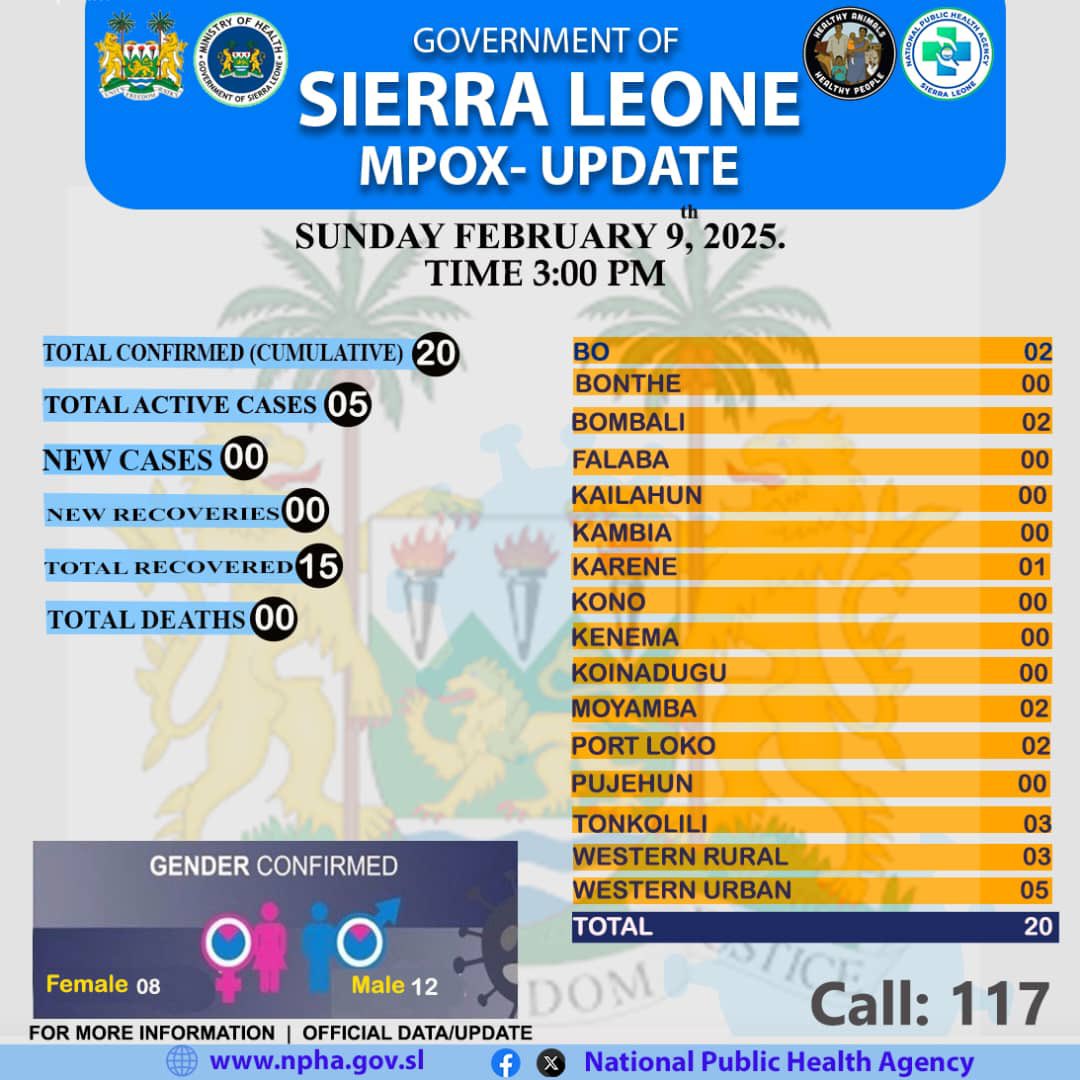 GOVERNMENT OF
SIERRA LEONE
MPOX- UPDATE
MINISTRY OF HEALTH
GOVERNMENT OF SIERRA LEONE
HEALTHY ANIMALS
HEALTHY PEOPLE
NATIONAL PUBLIC HEALTH AGENCY
SIERRA LEONE
SUNDAY FEBRUARY 9th, 2025.
TIME 3:00 PM
TOTAL CONFIRMED (CUMULATIVE) 20
TOTAL ACTIVE CASES 05
NEW CASES 00
NEW RECOVERIES 00
TOTAL RECOVERED 15
TOTAL DEATHS 00
BO 02
BONTHE 00
BOMBALI 02
FALABA 00
KAILAHUN 00
KAMBIA 00
KARENE 01
KONO 00
KENEMA 00
KOINADUGU 00
MOYAMBA 02
PORT LOKO 02
PUJEHUN 00
TONKOLILI 03
WESTERN RURAL 03
WESTERN URBAN 05
TOTAL 20
GENDER CONFIRMED
Female 08 Male 12
Call: 117
FOR MORE INFORMATION | OFFICIAL DATA/UPDATE
www.npha.gov.sl National Public Health Agency